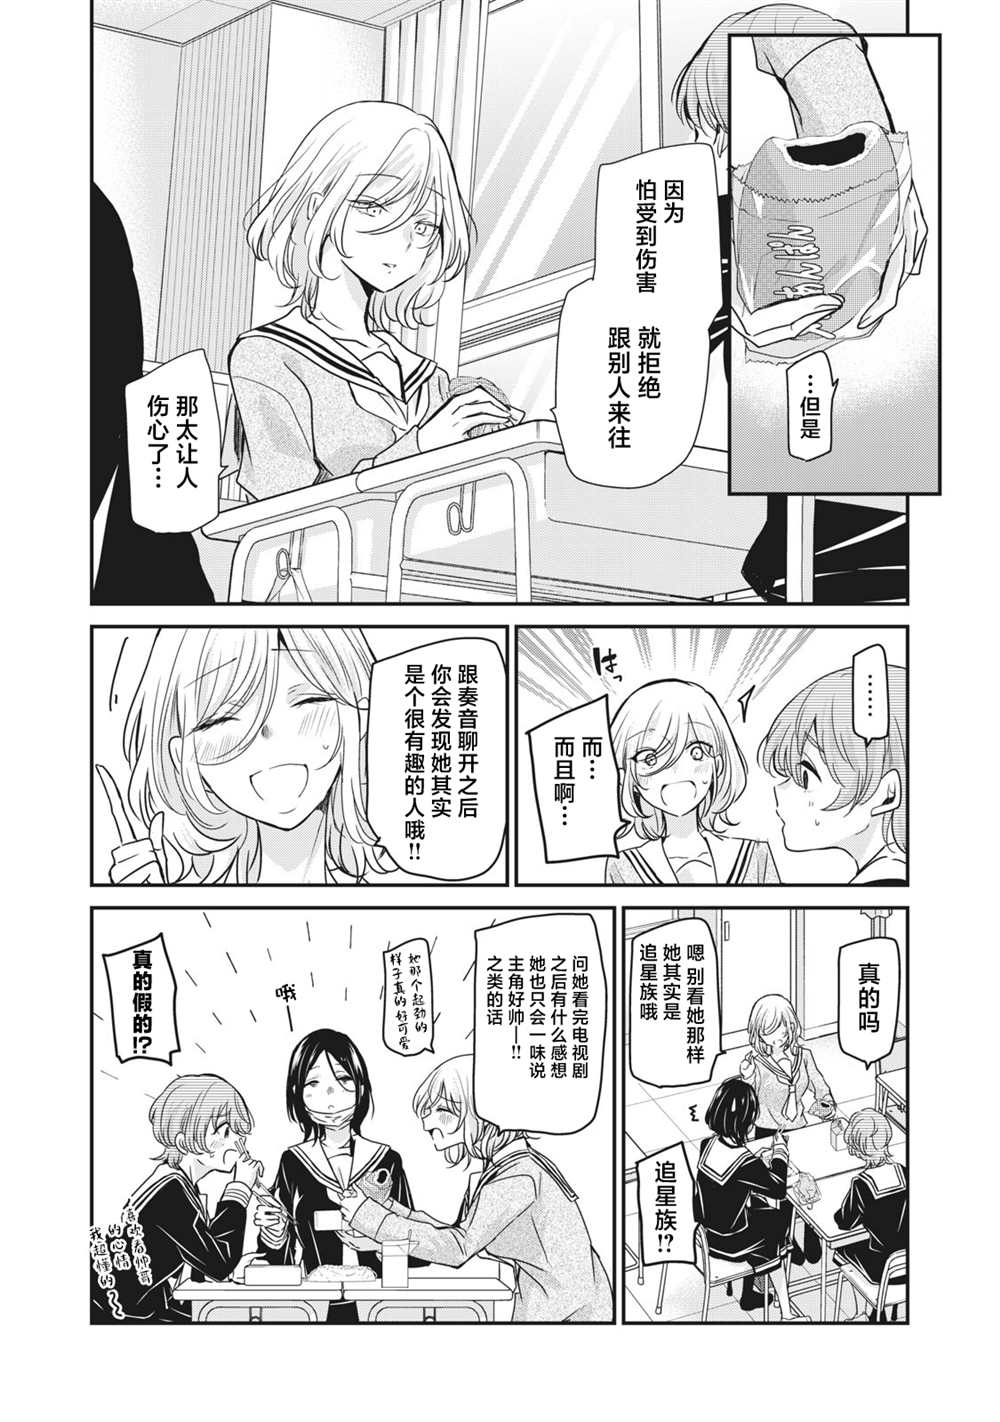 あんぱん
…但是
因为
怕受到伤害
就拒绝
跟别人来往
那太让人
伤心了…
……
はっ
而…
而且啊…
跟奏音聊开之后
你会发现她其实
是个很有趣的人哦!!
真的吗
嗯 别看她那样
她其实是
追星族哦
追星族!?
问她看完电视剧
之后有什么感想
她也只会一味说
主角好帅—!!
之类的话
她那个起劲的
样子真的好可爱
哦
真的假的!?
喜欢看帅哥
的心情
我超懂的~